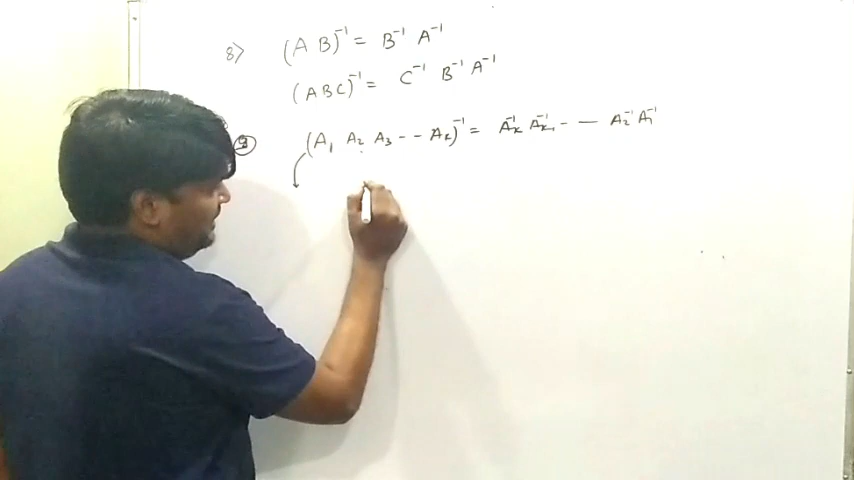 8> (A B)⁻¹ = B⁻¹ A⁻¹
(ABC)⁻¹ = C⁻¹ B⁻¹ A⁻¹
(A₁ A₂ A₃ - - Aₖ)⁻¹ = Aₖ⁻¹ Aₖ₋₁⁻¹ - — A₂⁻¹ A₁⁻¹